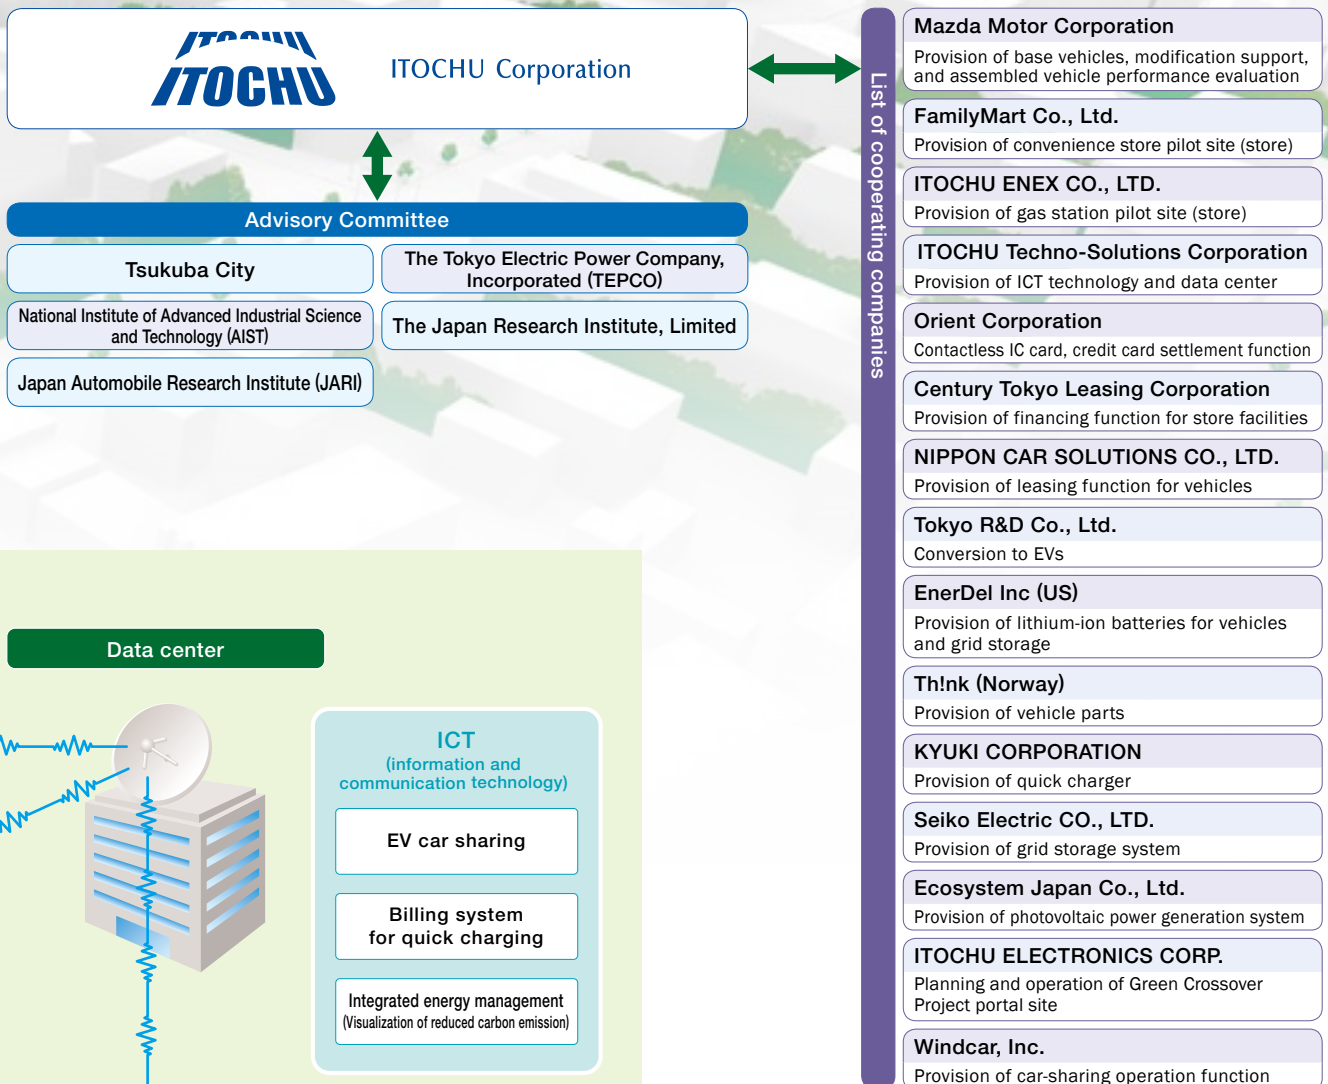 ITOCHU
ITOCHU
ITOCHU Corporation
Advisory Committee
Tsukuba City
The Tokyo Electric Power Company,
Incorporated (TEPCO)
National Institute of Advanced Industrial Science
and Technology (AIST)
The Japan Research Institute, Limited
Japan Automobile Research Institute (JARI)
List of cooperating companies
Mazda Motor Corporation
Provision of base vehicles, modification support,
and assembled vehicle performance evaluation
FamilyMart Co., Ltd.
Provision of convenience store pilot site (store)
ITOCHU ENEX CO., LTD.
Provision of gas station pilot site (store)
ITOCHU Techno-Solutions Corporation
Provision of ICT technology and data center
Orient Corporation
Contactless IC card, credit card settlement function
Century Tokyo Leasing Corporation
Provision of financing function for store facilities
NIPPON CAR SOLUTIONS CO., LTD.
Provision of leasing function for vehicles
Tokyo R&D Co., Ltd.
Conversion to EVs
EnerDel Inc (US)
Provision of lithium-ion batteries for vehicles
and grid storage
Th!nk (Norway)
Provision of vehicle parts
KYUKI CORPORATION
Provision of quick charger
Seiko Electric CO., LTD.
Provision of grid storage system
Ecosystem Japan Co., Ltd.
Provision of photovoltaic power generation system
ITOCHU ELECTRONICS CORP.
Planning and operation of Green Crossover
Project portal site
Windcar, Inc.
Provision of car-sharing operation function
Data center
ICT
(information and
communication technology)
EV car sharing
Billing system
for quick charging
Integrated energy management
(Visualization of reduced carbon emission)